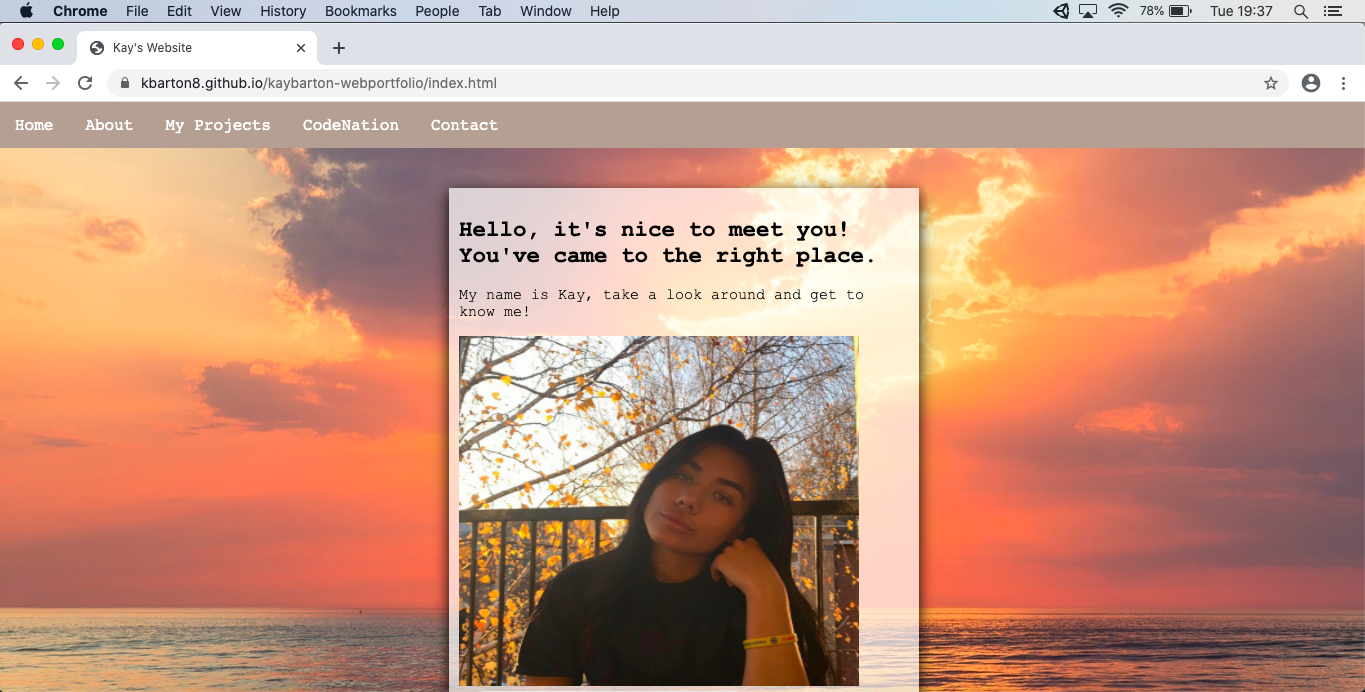 Chrome File Edit View History Bookmarks People Tab Window Help 78% Tue 19:37
Kay's Website
kbarton8.github.io/kaybarton-webportfolio/index.html
Home About My Projects CodeNation Contact
Hello, it's nice to meet you!
You've came to the right place.
My name is Kay, take a look around and get to
know me!